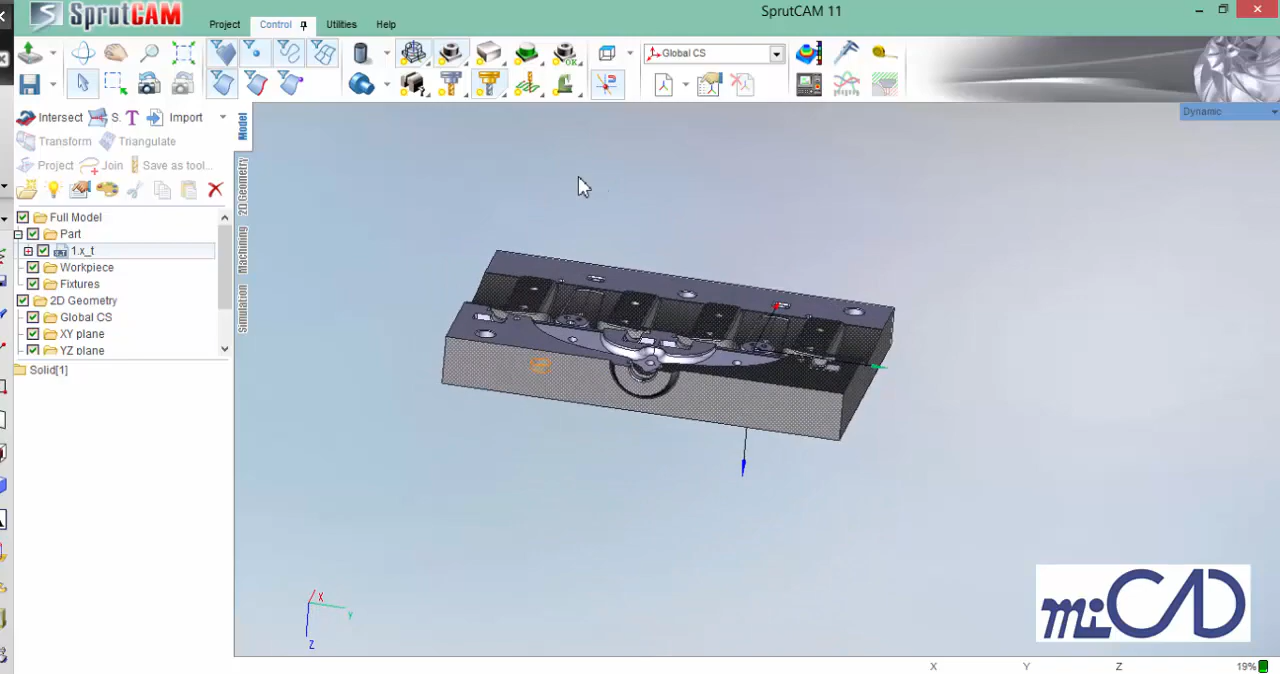 SprutCAM
SprutCAM 11
Project
Control
Utilities
Help
Global CS
Dynamic
Intersect
S.
Import
Transform
Triangulate
Project
Join
Save as tool...
Model
2D Geometry
Machining
Simulation
Full Model
Part
1.x_t
Workpiece
Fixtures
2D Geometry
Global CS
XY plane
YZ plane
Solid[1]
X
Y
Z
miCAD
X
Y
Z
19%